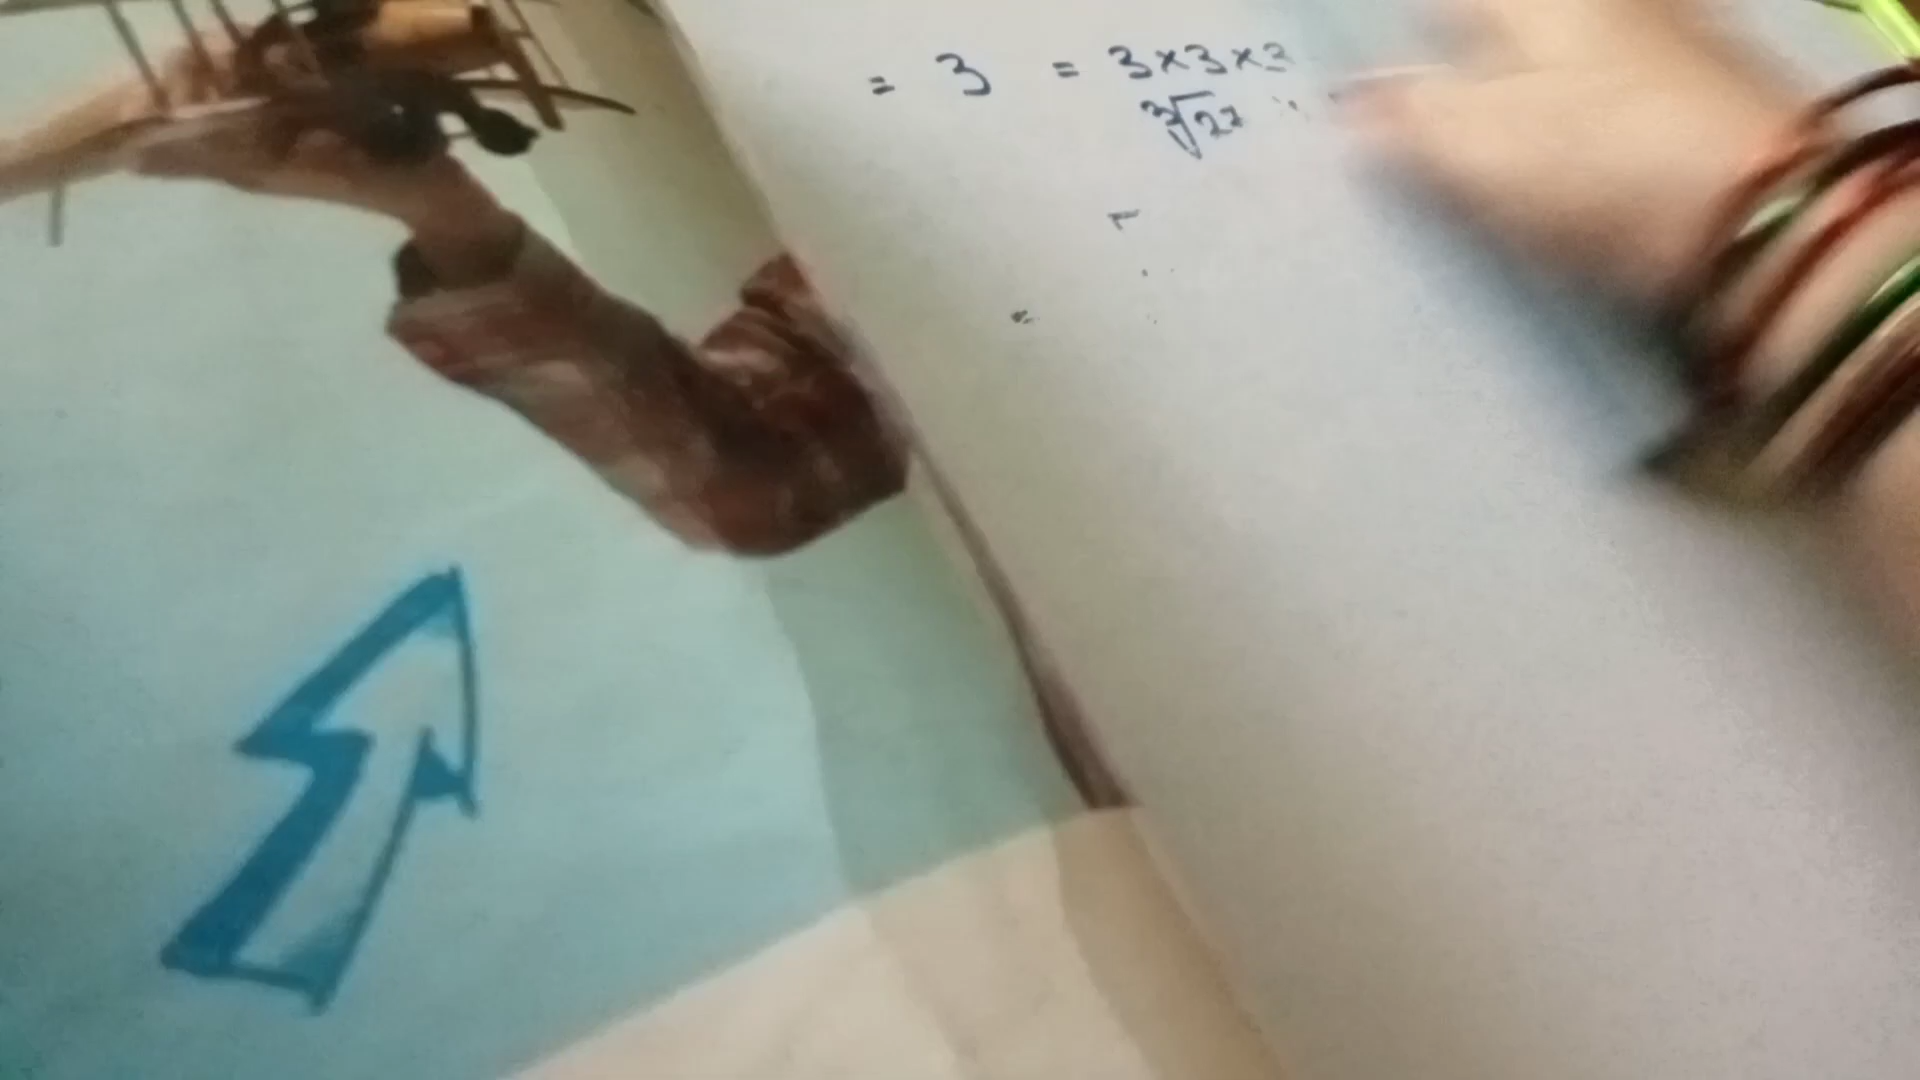 = 3 = 3×3×3
∛27
=